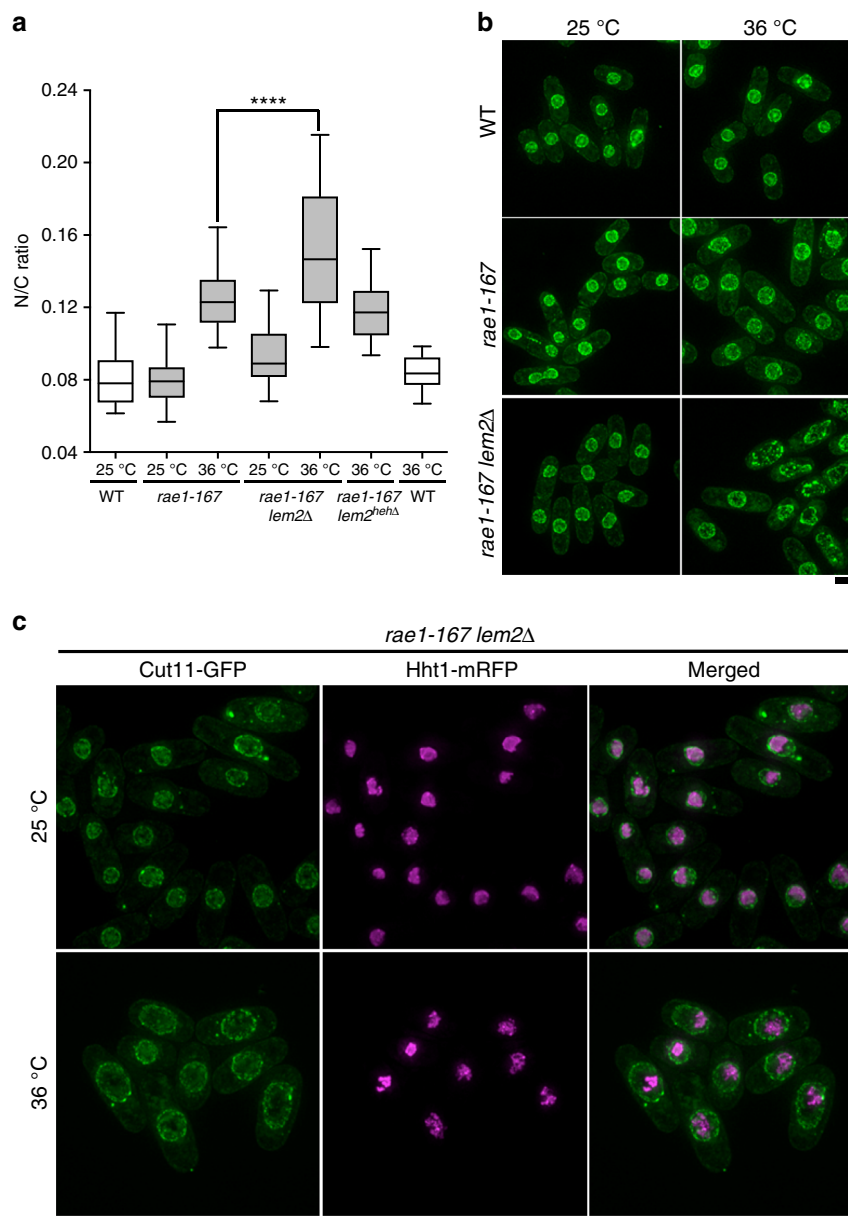 a
N/C ratio
0.24
0.20
0.16
0.12
0.08
0.04
****
25 °C 25 °C 36 °C 25 °C 36 °C 36 °C 36 °C
WT rae1-167 rae1-167 rae1-167 WT
lem2Δ lem2hehΔ
b
25 °C 36 °C
WT
rae1-167
rae1-167 lem2Δ
c
rae1-167 lem2Δ
Cut11-GFP Hht1-mRFP Merged
25 °C
36 °C